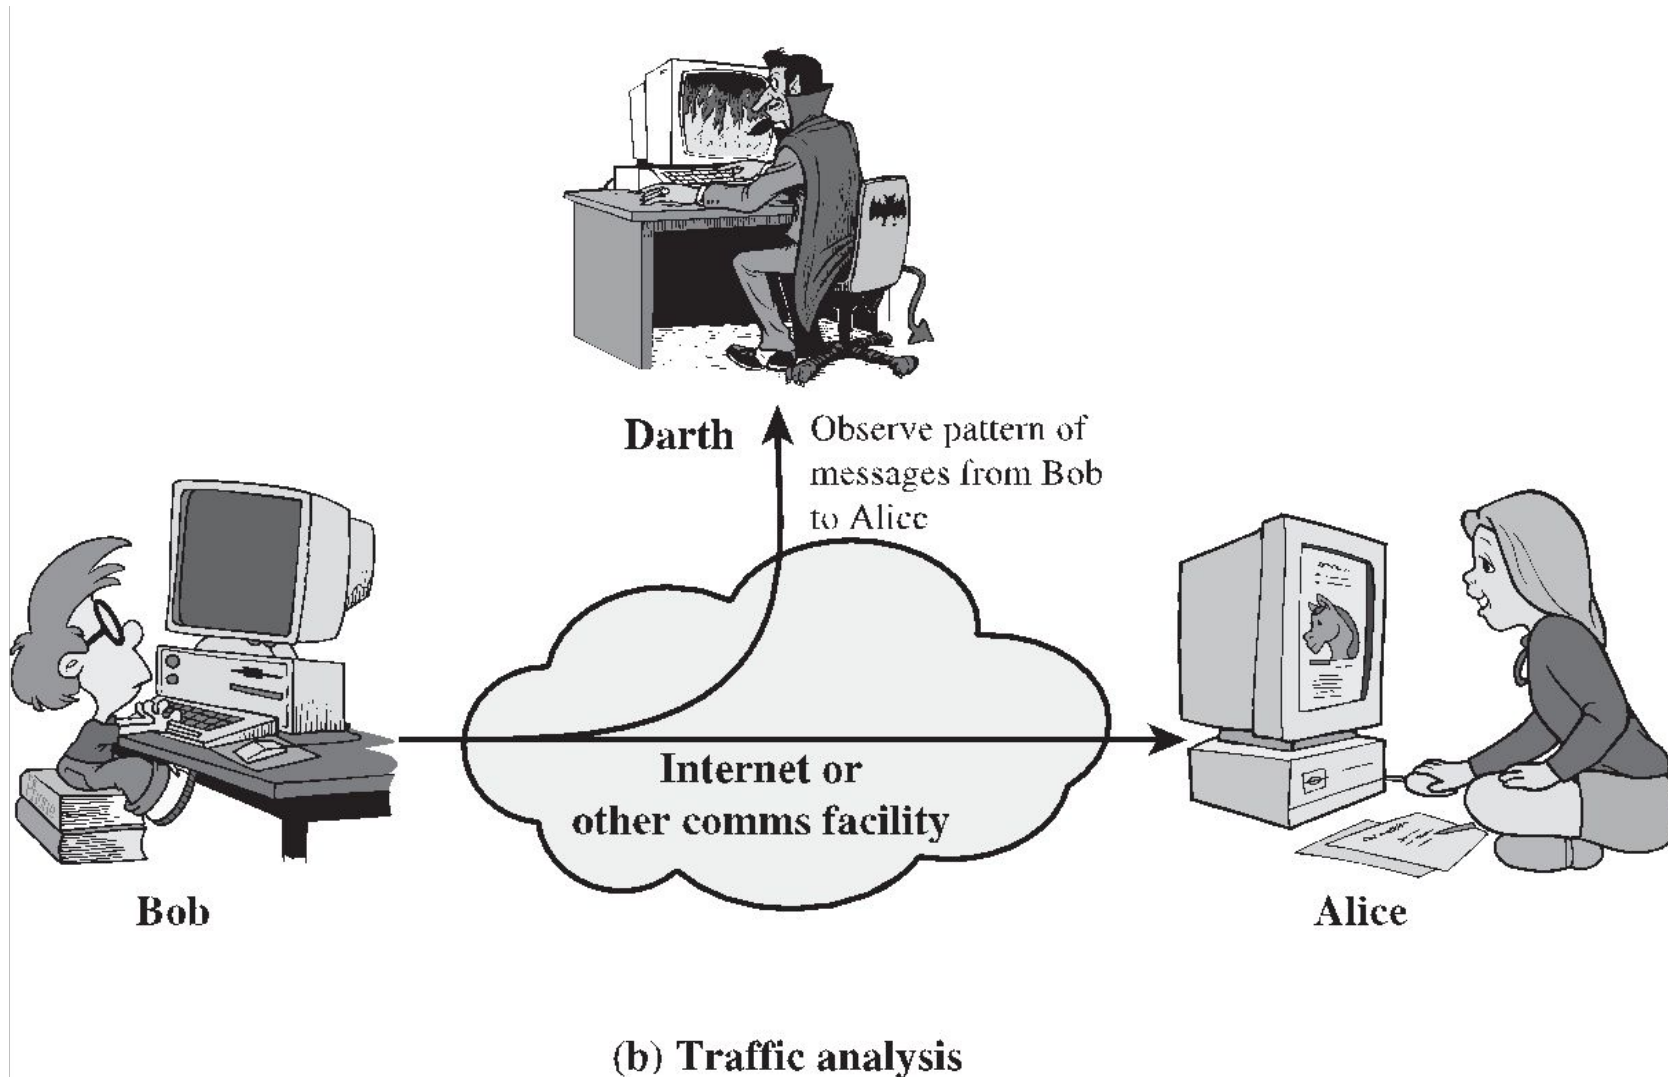 Darth
Observe pattern of
messages from Bob
to Alice
Internet or
other comms facility
Bob
Alice
(b) Traffic analysis